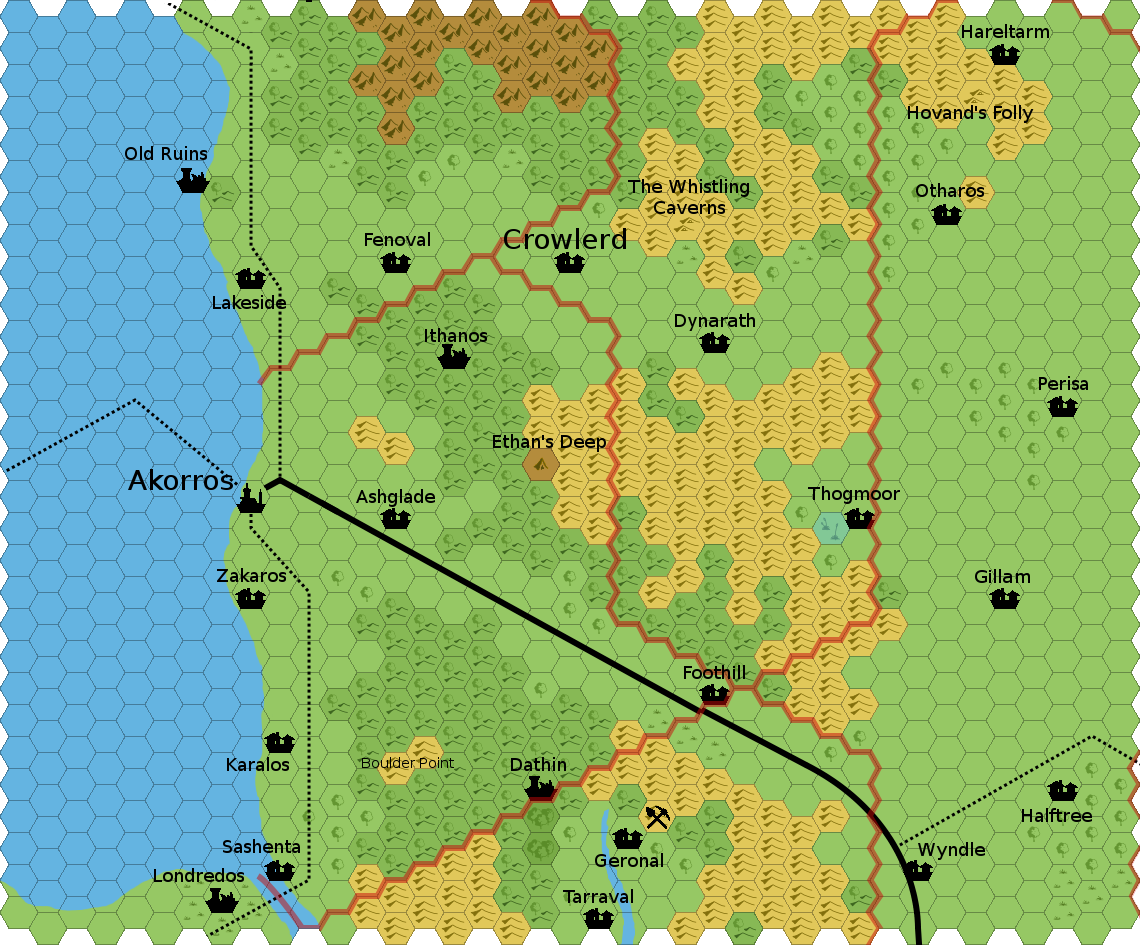 Hareltarm
Hovand's Folly
Old Ruins
The Whistling
Caverns
Otharos
Fenoval
Crowlerd
Lakeside
Dynarath
Ithanos
Perisa
Ethan's Deep
Akorros
Ashglade
Thogmoor
Zakaros
Gillam
Foothill
Karalos
Boulder Point
Dathin
Halftree
Sashenta
Geronal
Wyndle
Londredos
Tarraval